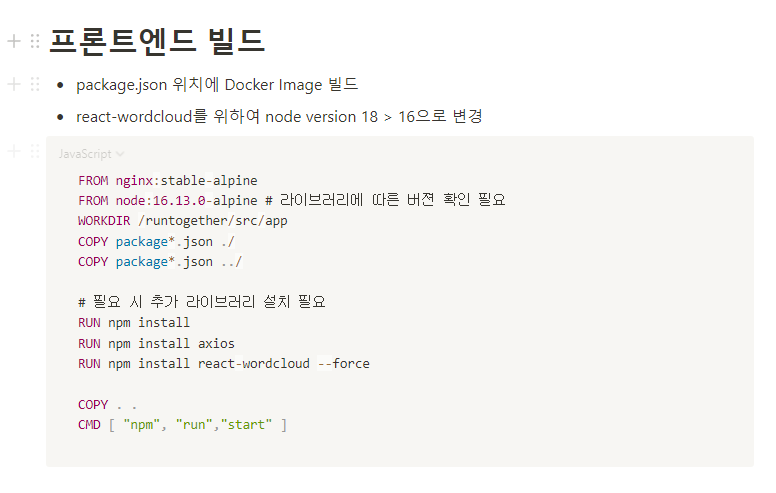 프론트엔드 빌드
package.json 위치에 Docker Image 빌드
react-wordcloud를 위하여 node version 18 > 16으로 변경
JavaScript
FROM nginx:stable-alpine
FROM node:16.13.0-alpine # 라이브러리에 따른 버젼 확인 필요
WORKDIR /runtogether/src/app
COPY package*.json ./
COPY package*.json ../
# 필요 시 추가 라이브러리 설치 필요
RUN npm install
RUN npm install axios
RUN npm install react-wordcloud --force
COPY . .
CMD [ "npm", "run","start" ]